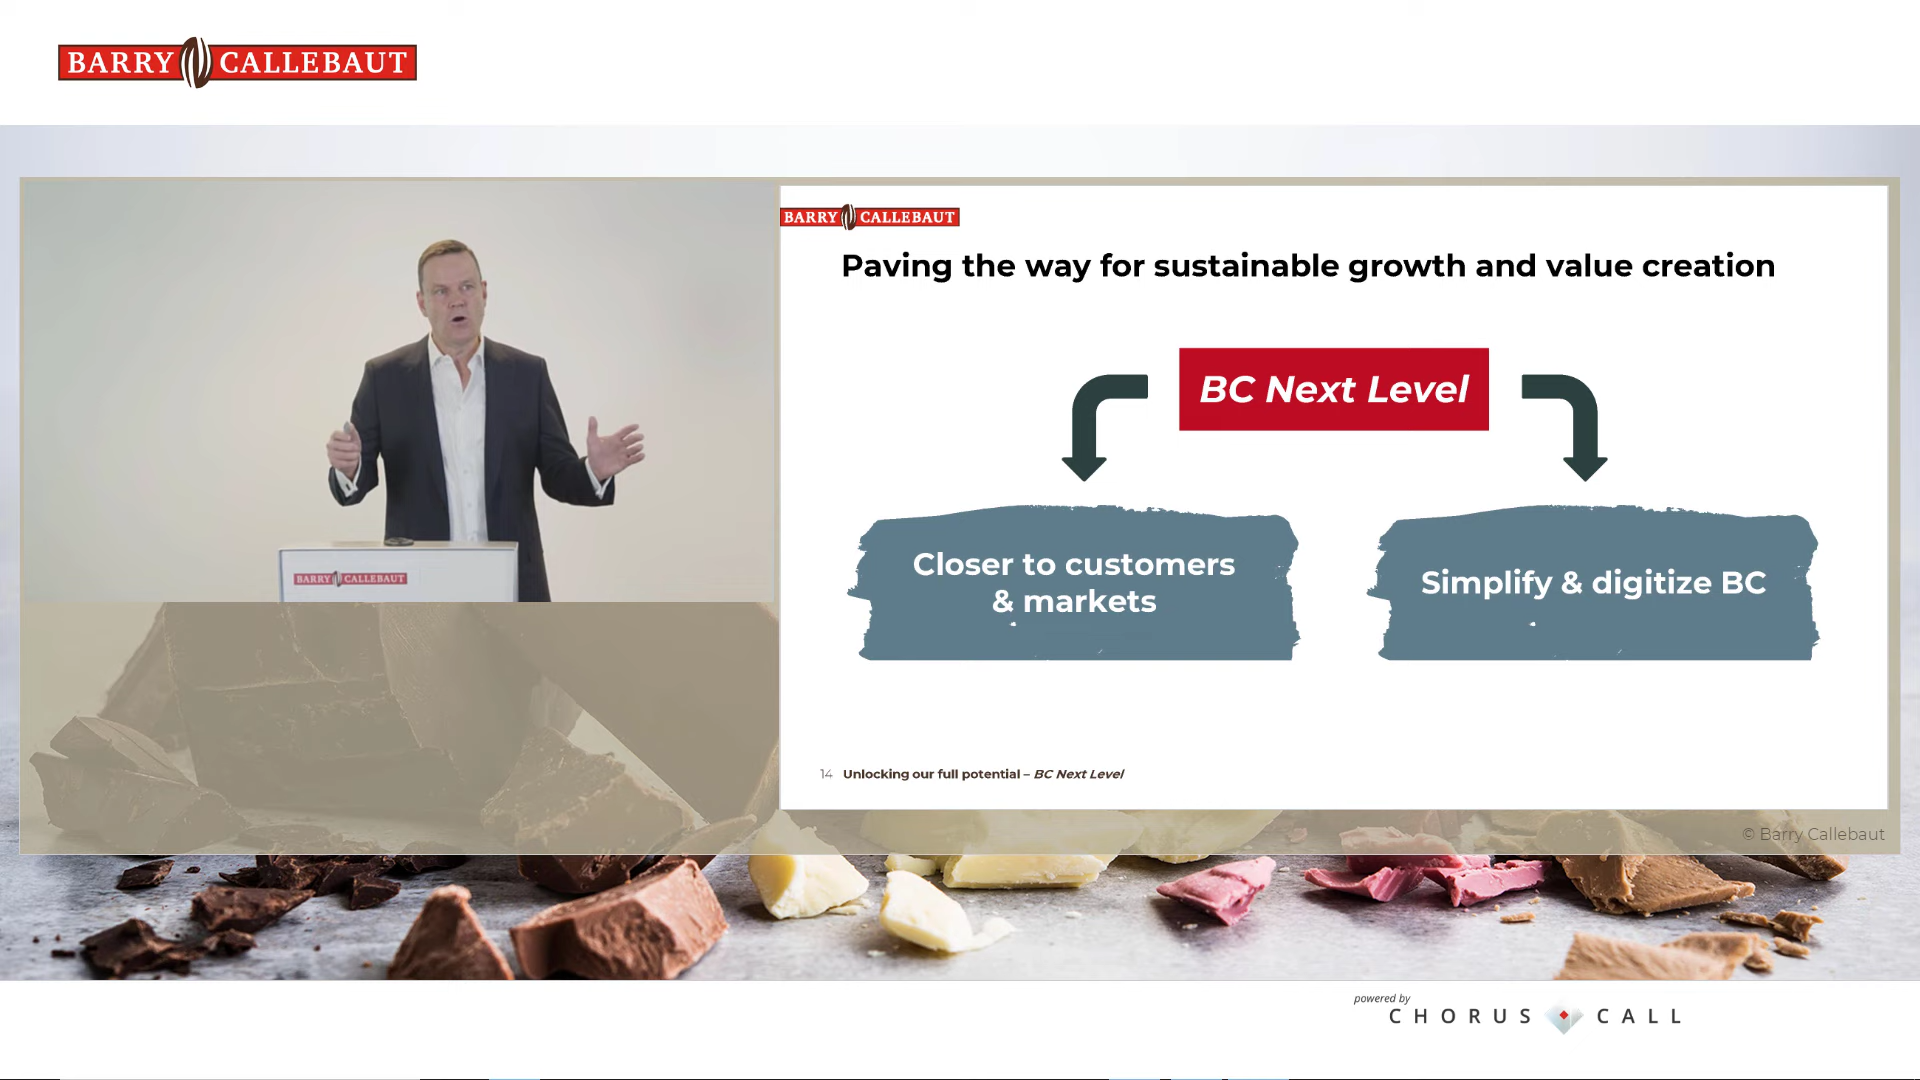 BARRY CALLEBAUT
BARRY CALLEBAUT
BARRY CALLEBAUT
Paving the way for sustainable growth and value creation
BC Next Level
Closer to customers
& markets
Simplify & digitize BC
14 Unlocking our full potential – BC Next Level
© Barry Callebaut
powered by
CHORUS CALL